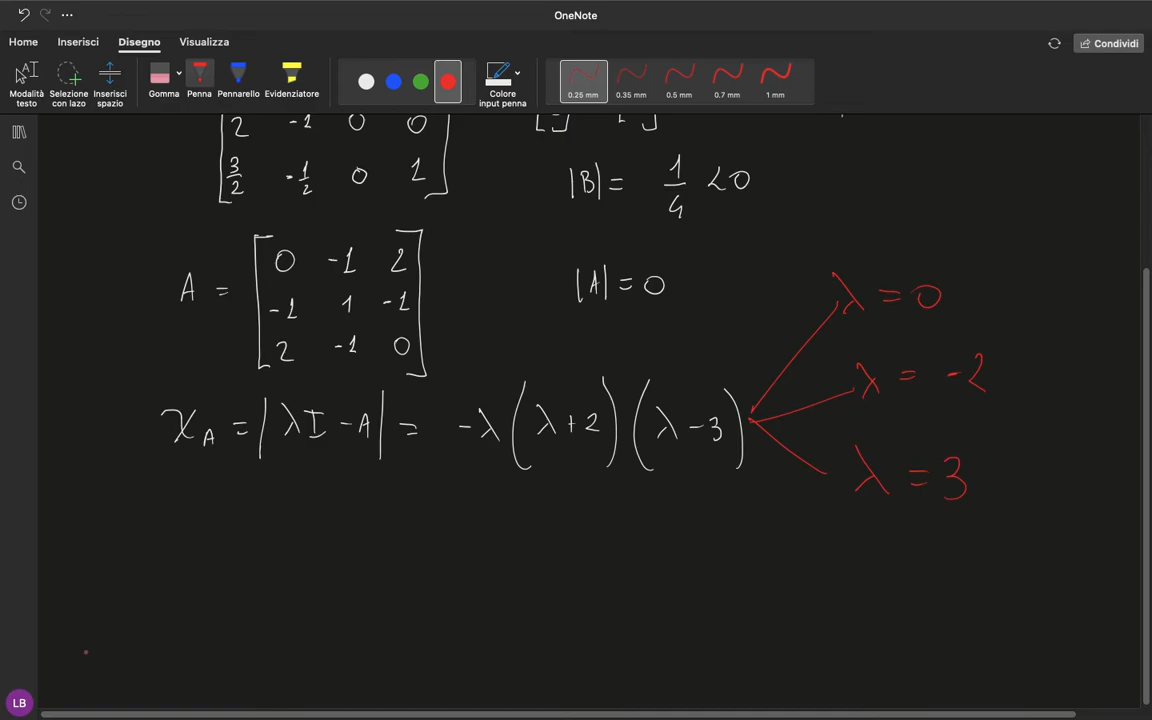 OneNote
Home Inserisci Disegno Visualizza
Condividi
Modalità testo
Selezione con lazo
Inserisci spazio
Gomma
Penna
Pennarello
Evidenziatore
Colore input penna
0.25 mm 0.35 mm 0.5 mm 0.7 mm 1 mm
2 -1 0 0
3/2 -1/2 0 1
|B| = 1/4 < 0
A = [0 -1 2
-1 1 -1
2 -1 0]
|A| = 0
χ_A = |λI - A| = -λ(λ+2)(λ-3)
λ = 0
λ = -2
λ = 3
LB